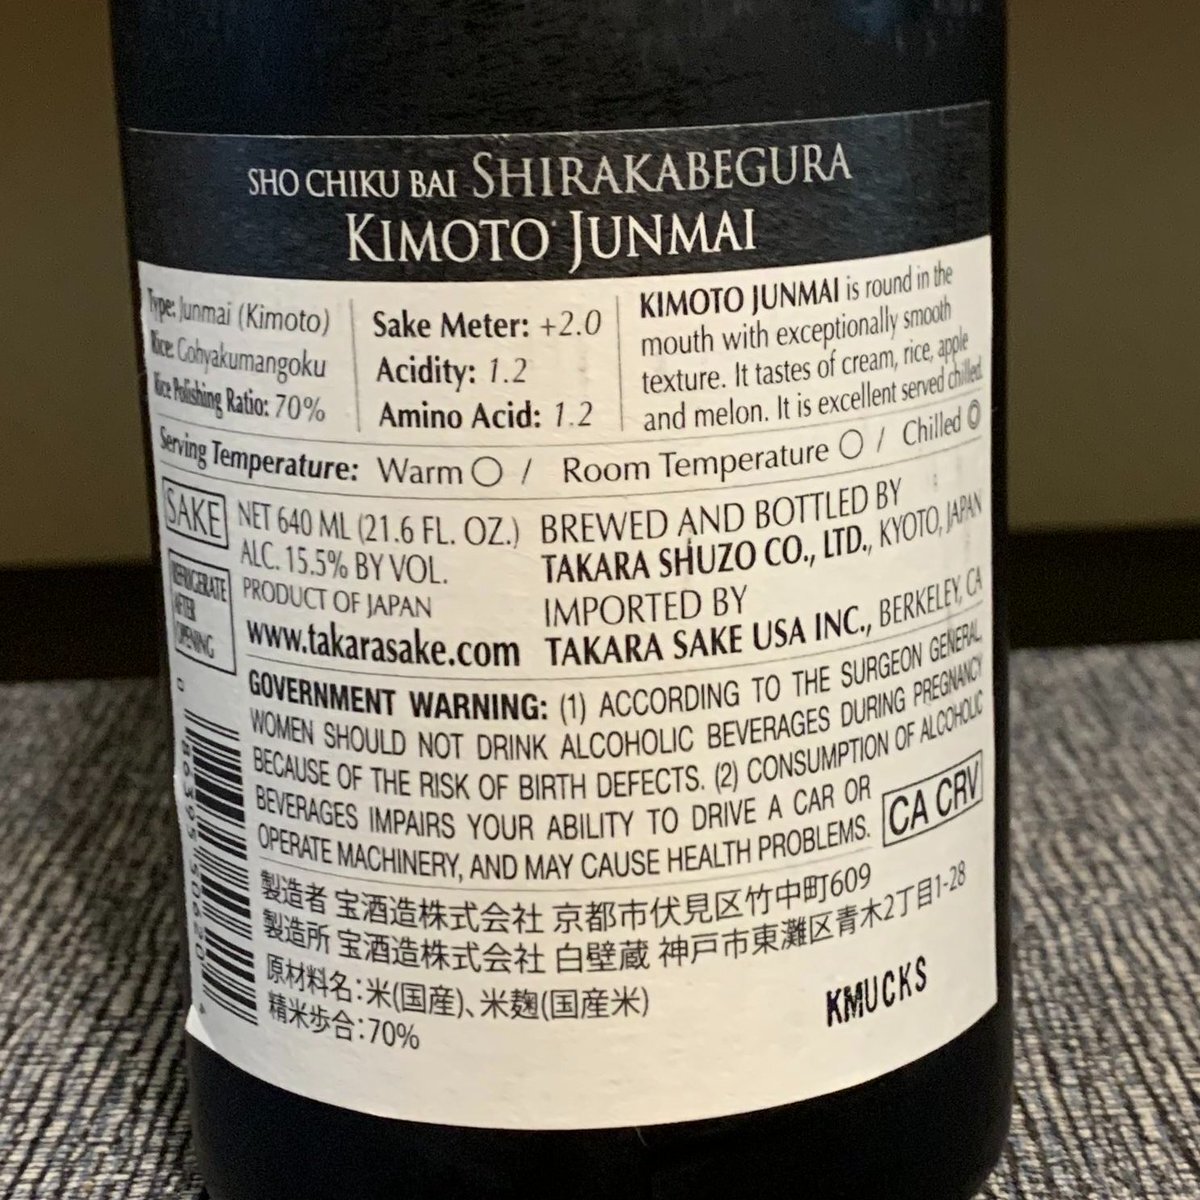 SHO CHIKU BAI SHIRAKABEGURA
KIMOTO JUNMAI
Type: Junmai (Kimoto)
Rice: Gohyakumangoku
Rice Polishing Ratio: 70%
Sake Meter: +2.0
Acidity: 1.2
Amino Acid: 1.2
KIMOTO JUNMAI is round in the
mouth with exceptionally smooth
texture. It tastes of cream, rice, apple
and melon. It is excellent served chilled.
Serving Temperature: Warm ○ / Room Temperature ○ / Chilled ◎
SAKE
REFRIGERATE
AFTER
OPENING
NET 640 ML (21.6 FL. OZ.)
ALC. 15.5% BY VOL.
PRODUCT OF JAPAN
www.takarasake.com
BREWED AND BOTTLED BY
TAKARA SHUZO CO., LTD., KYOTO, JAPAN
IMPORTED BY
TAKARA SAKE USA INC., BERKELEY, CA
GOVERNMENT WARNING: (1) ACCORDING TO THE SURGEON GENERAL,
WOMEN SHOULD NOT DRINK ALCOHOLIC BEVERAGES DURING PREGNANCY
BECAUSE OF THE RISK OF BIRTH DEFECTS. (2) CONSUMPTION OF ALCOHOLIC
BEVERAGES IMPAIRS YOUR ABILITY TO DRIVE A CAR OR
OPERATE MACHINERY, AND MAY CAUSE HEALTH PROBLEMS.
CA CRV
製造者 宝酒造株式会社 京都市伏見区竹中町609
製造所 宝酒造株式会社 白壁蔵 神戸市東灘区青木2丁目1-28
原材料名：米(国産)、米麹(国産米)
精米歩合：70%
KMUCKS